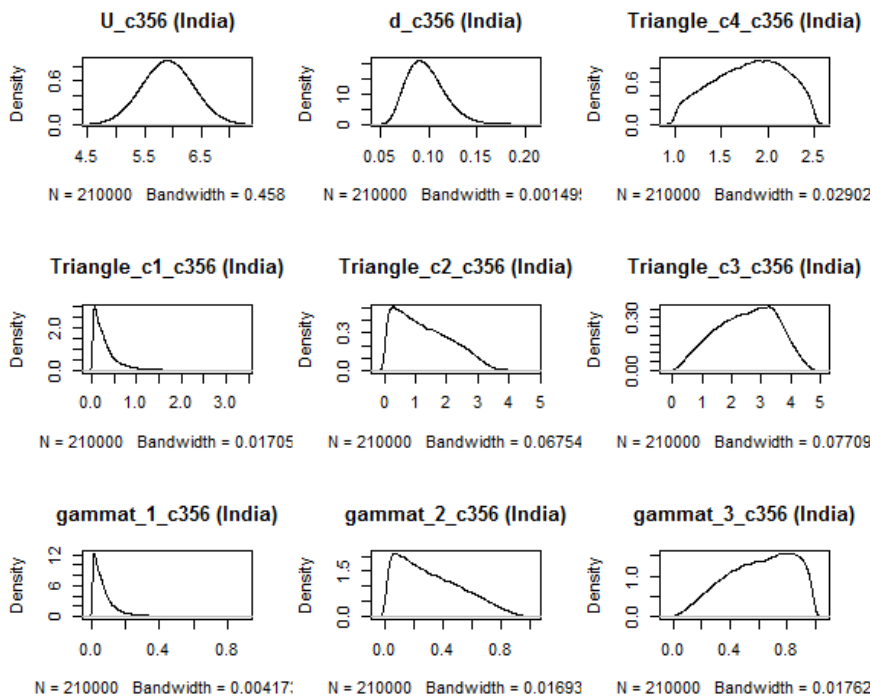 U_c356 (India) d_c356 (India) Triangle_c4_c356 (India)
Density 0.0 0.6
0 10
0.0 0.6
4.5 5.5 6.5 0.05 0.10 0.15 0.20 1.0 1.5 2.0 2.5
N = 210000 Bandwidth = 0.458 N = 210000 Bandwidth = 0.001495 N = 210000 Bandwidth = 0.02902
Triangle_c1_c356 (India) Triangle_c2_c356 (India) Triangle_c3_c356 (India)
Density 0.0 2.0
Density 0.0 0.3
Density 0.00 0.30
0.0 1.0 2.0 3.0 0 1 2 3 4 5 0 1 2 3 4 5
N = 210000 Bandwidth = 0.01705 N = 210000 Bandwidth = 0.06754 N = 210000 Bandwidth = 0.07709
gammat_1_c356 (India) gammat_2_c356 (India) gammat_3_c356 (India)
Density 0 6 12
Density 0.0 1.5
Density 0.0 1.0
0.0 0.4 0.8 0.0 0.4 0.8 0.0 0.4 0.8
N = 210000 Bandwidth = 0.004173 N = 210000 Bandwidth = 0.01693 N = 210000 Bandwidth = 0.01762